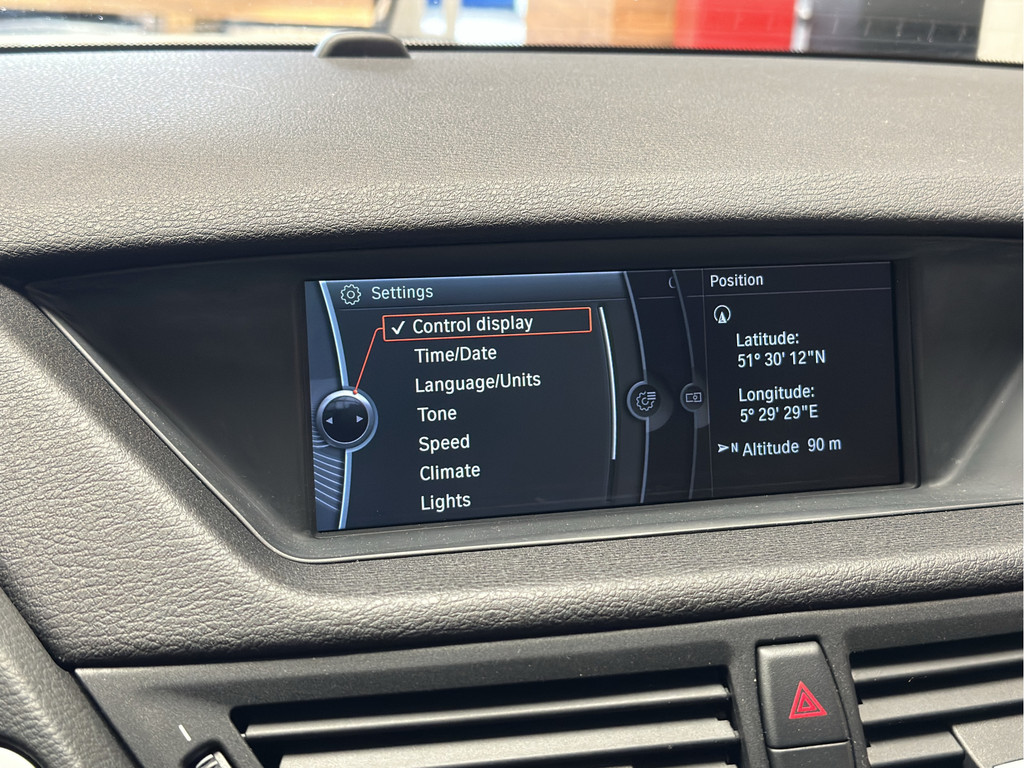 Settings
✓ Control display
Time/Date
Language/Units
Tone
Speed
Climate
Lights
Position
Latitude:
51° 30' 12"N
Longitude:
5° 29' 29"E
N Altitude 90 m